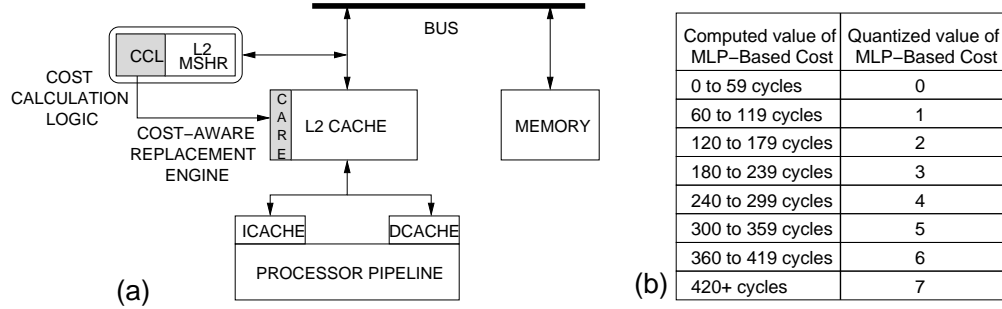 BUS
CCL
L2
MSHR
COST
CALCULATION
LOGIC
C
A
R
E
L2 CACHE
MEMORY
COST−AWARE
REPLACEMENT
ENGINE
ICACHE
DCACHE
PROCESSOR PIPELINE
(a)
Computed value of MLP−Based Cost
Quantized value of MLP−Based Cost
0 to 59 cycles 0
60 to 119 cycles 1
120 to 179 cycles 2
180 to 239 cycles 3
240 to 299 cycles 4
300 to 359 cycles 5
360 to 419 cycles 6
420+ cycles 7
(b)